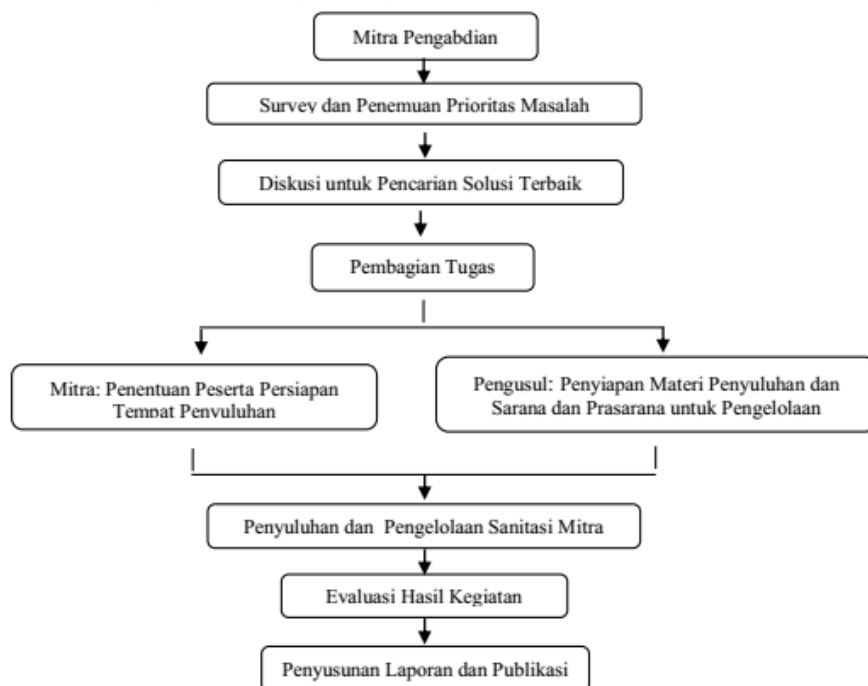 Mitra Pengabdian
Survey dan Penemuan Prioritas Masalah
Diskusi untuk Pencarian Solusi Terbaik
Pembagian Tugas
Mitra: Penentuan Peserta Persiapan
Tempat Penyuluhan
Pengusul: Penyiapan Materi Penyuluhan dan
Sarana dan Prasarana untuk Pengelolaan
Penyuluhan dan Pengelolaan Sanitasi Mitra
Evaluasi Hasil Kegiatan
Penyusunan Laporan dan Publikasi